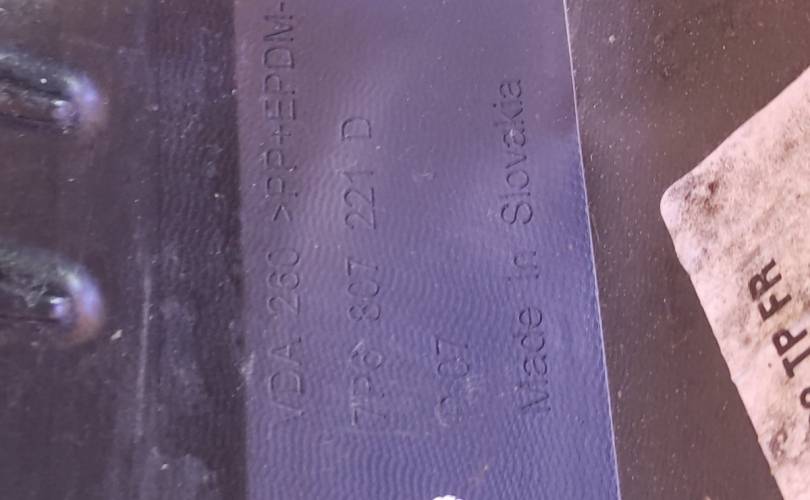 VDA 260 >PP+EPDM-
7P6 807 221 D
Made In Slovakia
TP FR